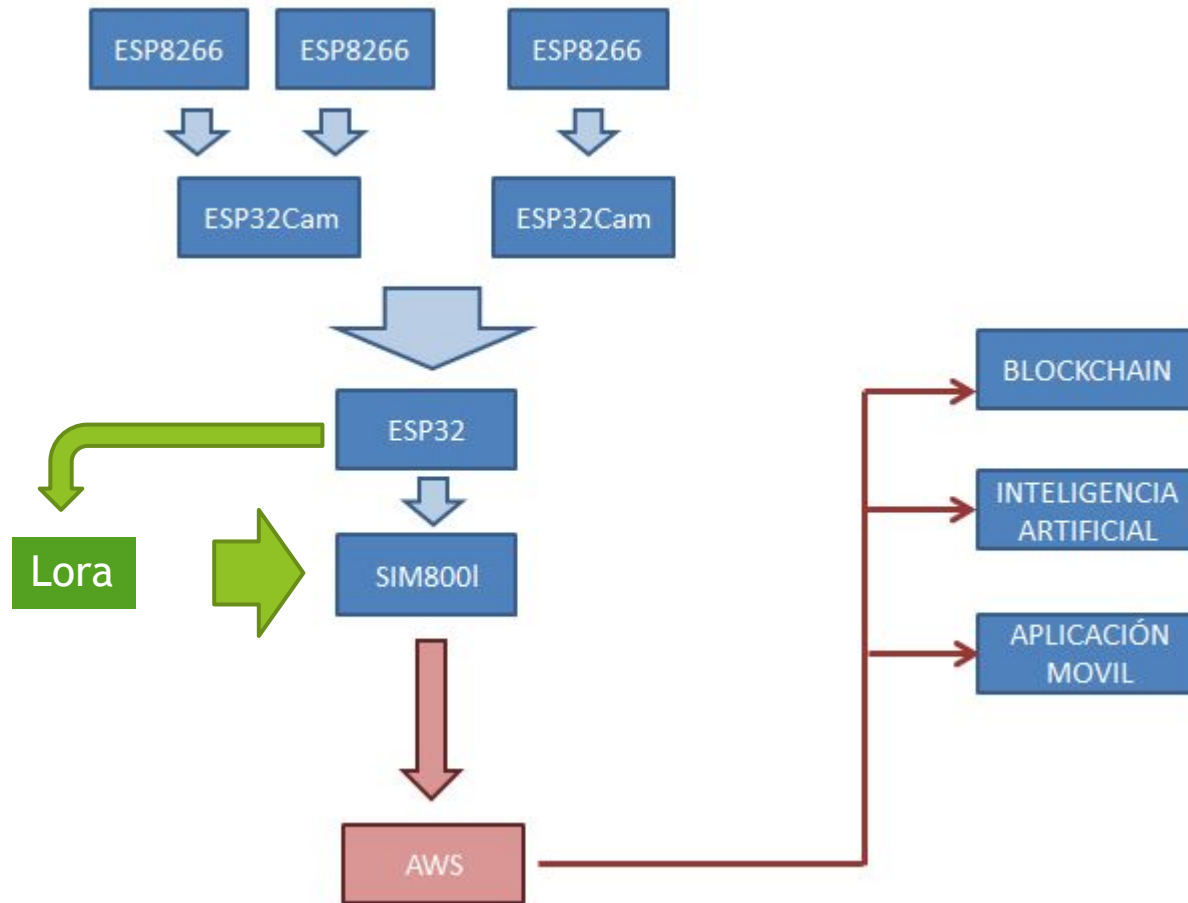 ESP8266
ESP8266
ESP8266
ESP32Cam
ESP32Cam
ESP32
Lora
SIM800l
AWS
BLOCKCHAIN
INTELIGENCIA
ARTIFICIAL
APLICACIÓN
MOVIL